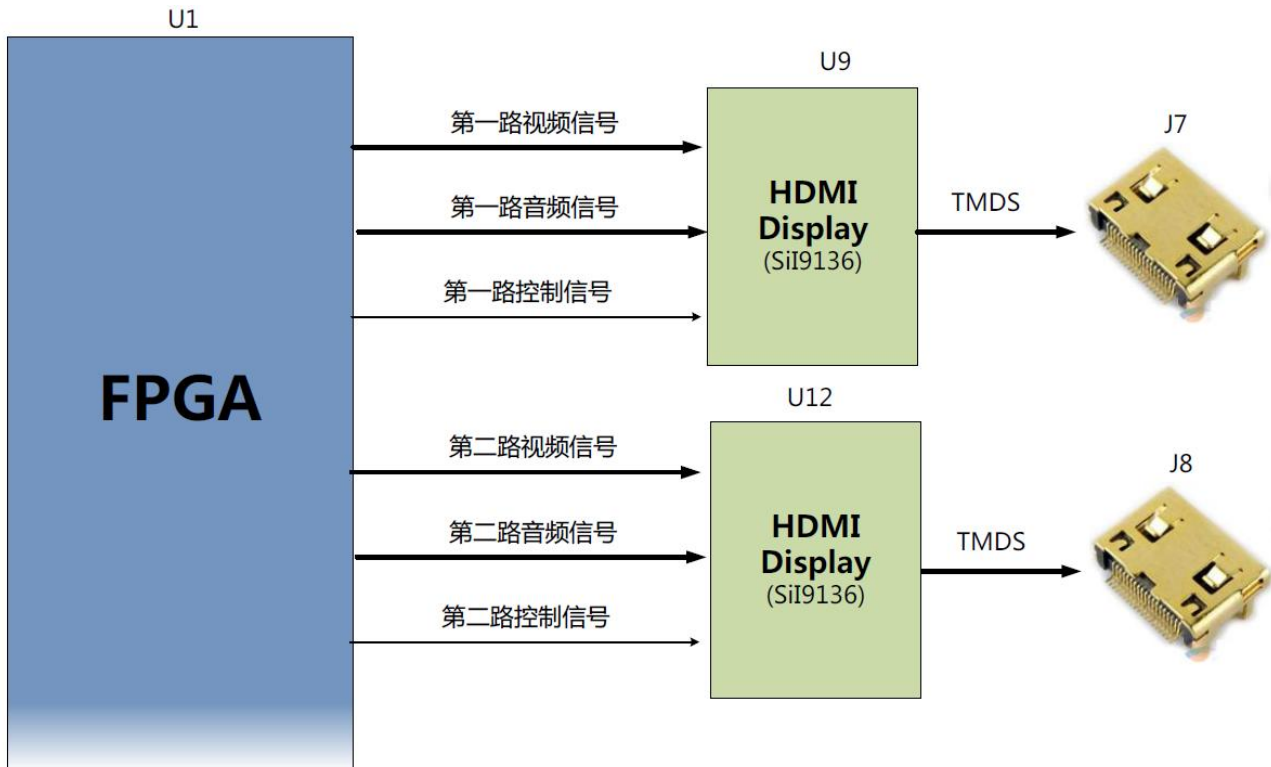 U1
FPGA
第一路视频信号
第一路音频信号
第一路控制信号
U9
HDMI
Display
(SiI9136)
TMDS
J7
第二路视频信号
第二路音频信号
第二路控制信号
U12
HDMI
Display
(SiI9136)
TMDS
J8